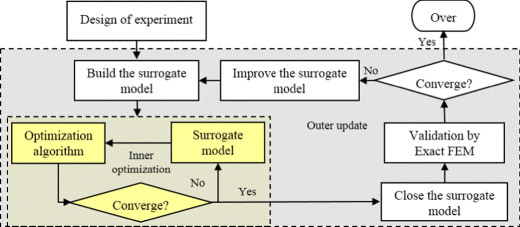 Design of experiment
Over
Yes
Build the surrogate
model
Improve the surrogate
model
No
Converge?
Optimization
algorithm
Inner
optimization
Surrogate
model
Outer update
Validation by
Exact FEM
No
Yes
Converge?
Close the surrogate
model